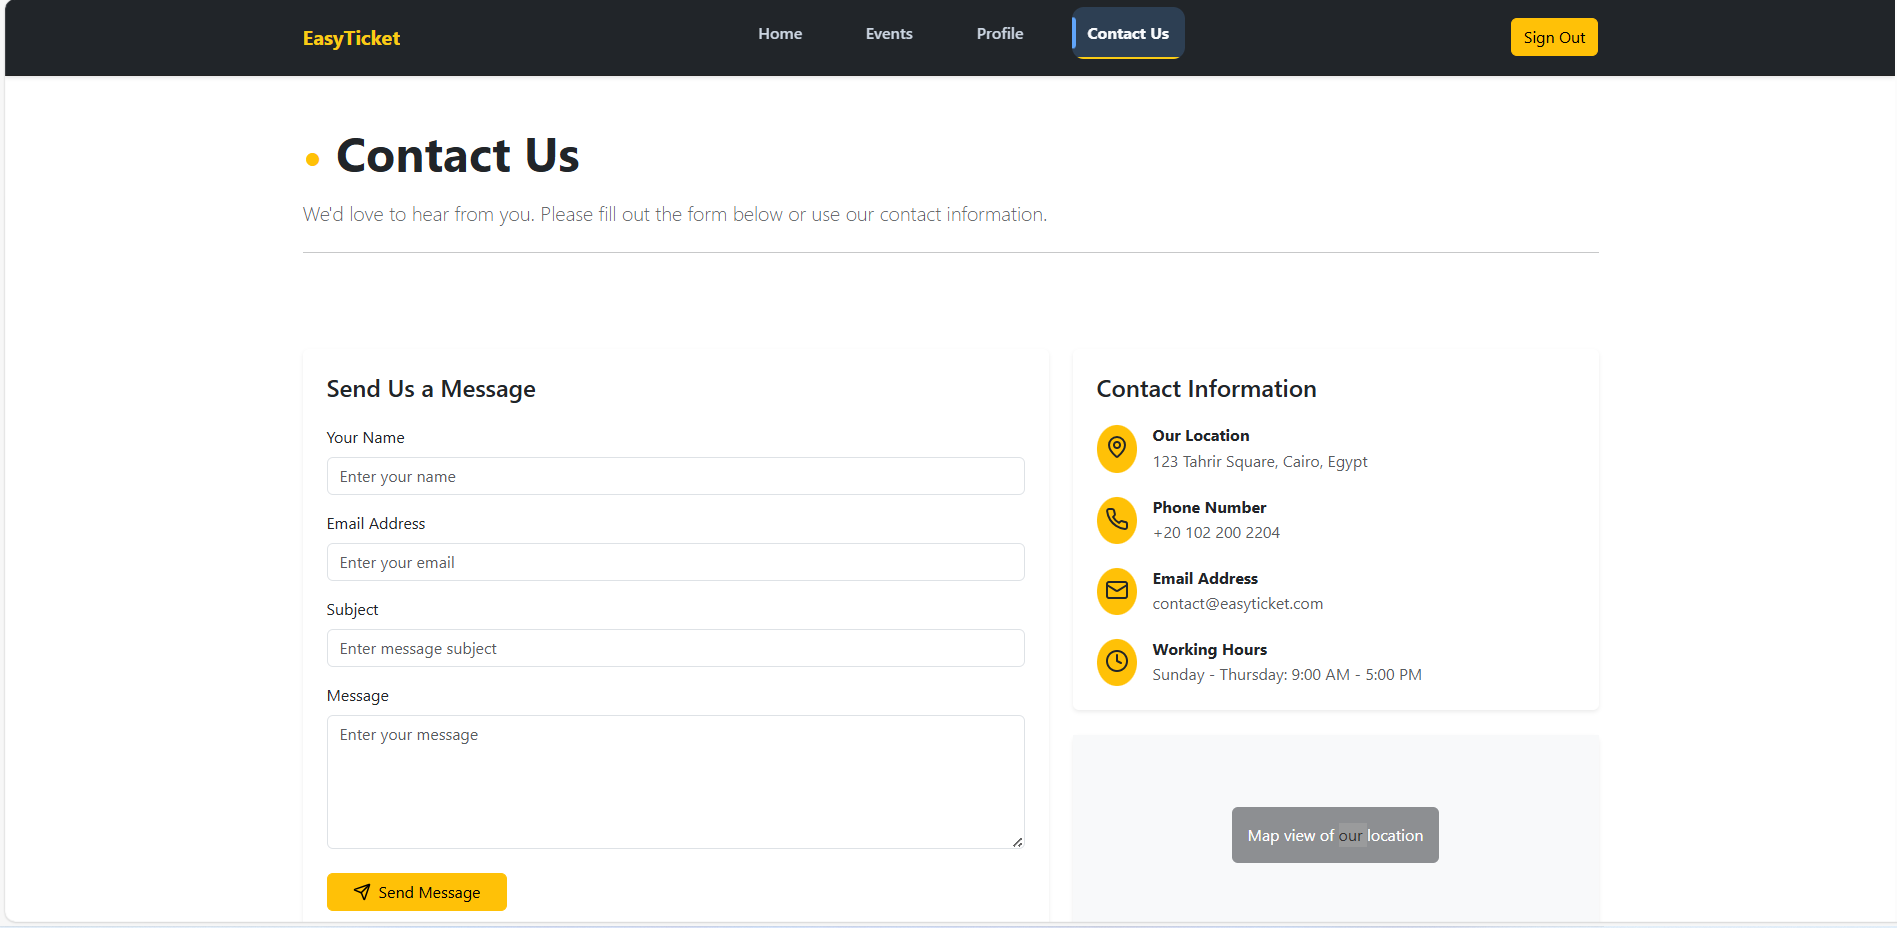 EasyTicket
Home
Events
Profile
Contact Us
Sign Out
Contact Us
We'd love to hear from you. Please fill out the form below or use our contact information.
Send Us a Message
Your Name
Enter your name
Email Address
Enter your email
Subject
Enter message subject
Message
Enter your message
Send Message
Contact Information
Our Location
123 Tahrir Square, Cairo, Egypt
Phone Number
+20 102 200 2204
Email Address
contact@easyticket.com
Working Hours
Sunday - Thursday: 9:00 AM - 5:00 PM
Map view of our location